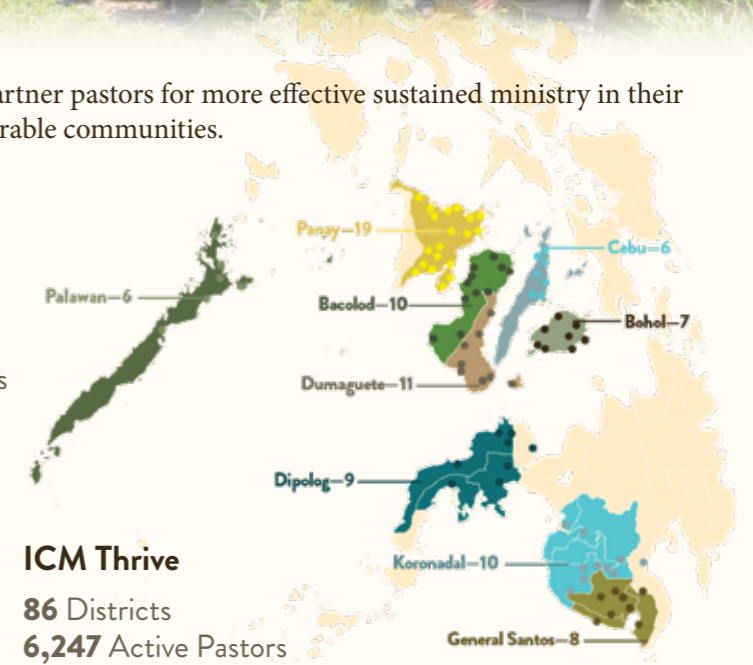 artner pastors for more effective sustained ministry in their
rable communities.
Panay—19
Cebu—6
Palawan—6
Bacolod—10
Bohol—7
s
Dumaguete—11
Dipolog—9
ICM Thrive
Koronadal—10
86 Districts
6,247 Active Pastors
General Santos—8